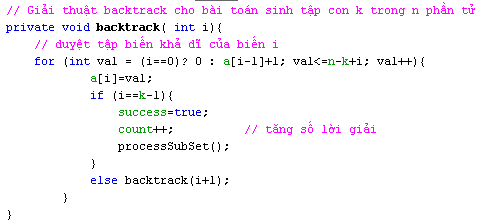 // Giải thuật backtrack cho bài toán sinh tập con k trong n phần tử
private void backtrack( int i){
// duyệt tập biến khả dĩ của biến i
for (int val = (i==0)? 0 : a[i-1]+1; val<=n-k+i; val++){
a[i]=val;
if (i==k-1){
success=true;
count++; // tăng số lời giải
processSubSet();
}
else backtrack(i+1);
}
}